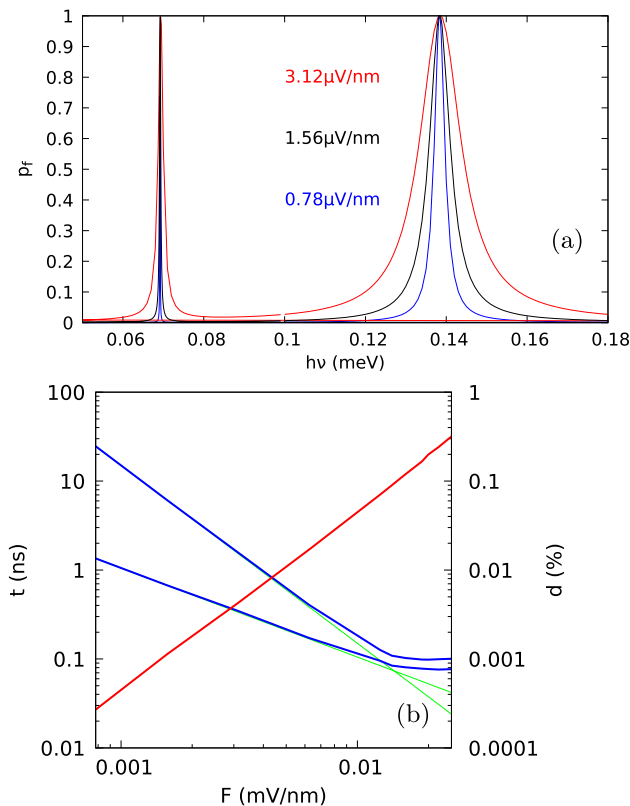 1
0.9
0.8
0.7
0.6
0.5
0.4
0.3
0.2
0.1
0
p_f
3.12µV/nm
1.56µV/nm
0.78µV/nm
(a)
0.06 0.08 0.1 0.12 0.14 0.16 0.18
hν (meV)
100 1
10 0.1
1 0.01
0.1 0.001
0.01 0.0001
t (ns)
d (%)
(b)
0.001 0.01
F (mV/nm)